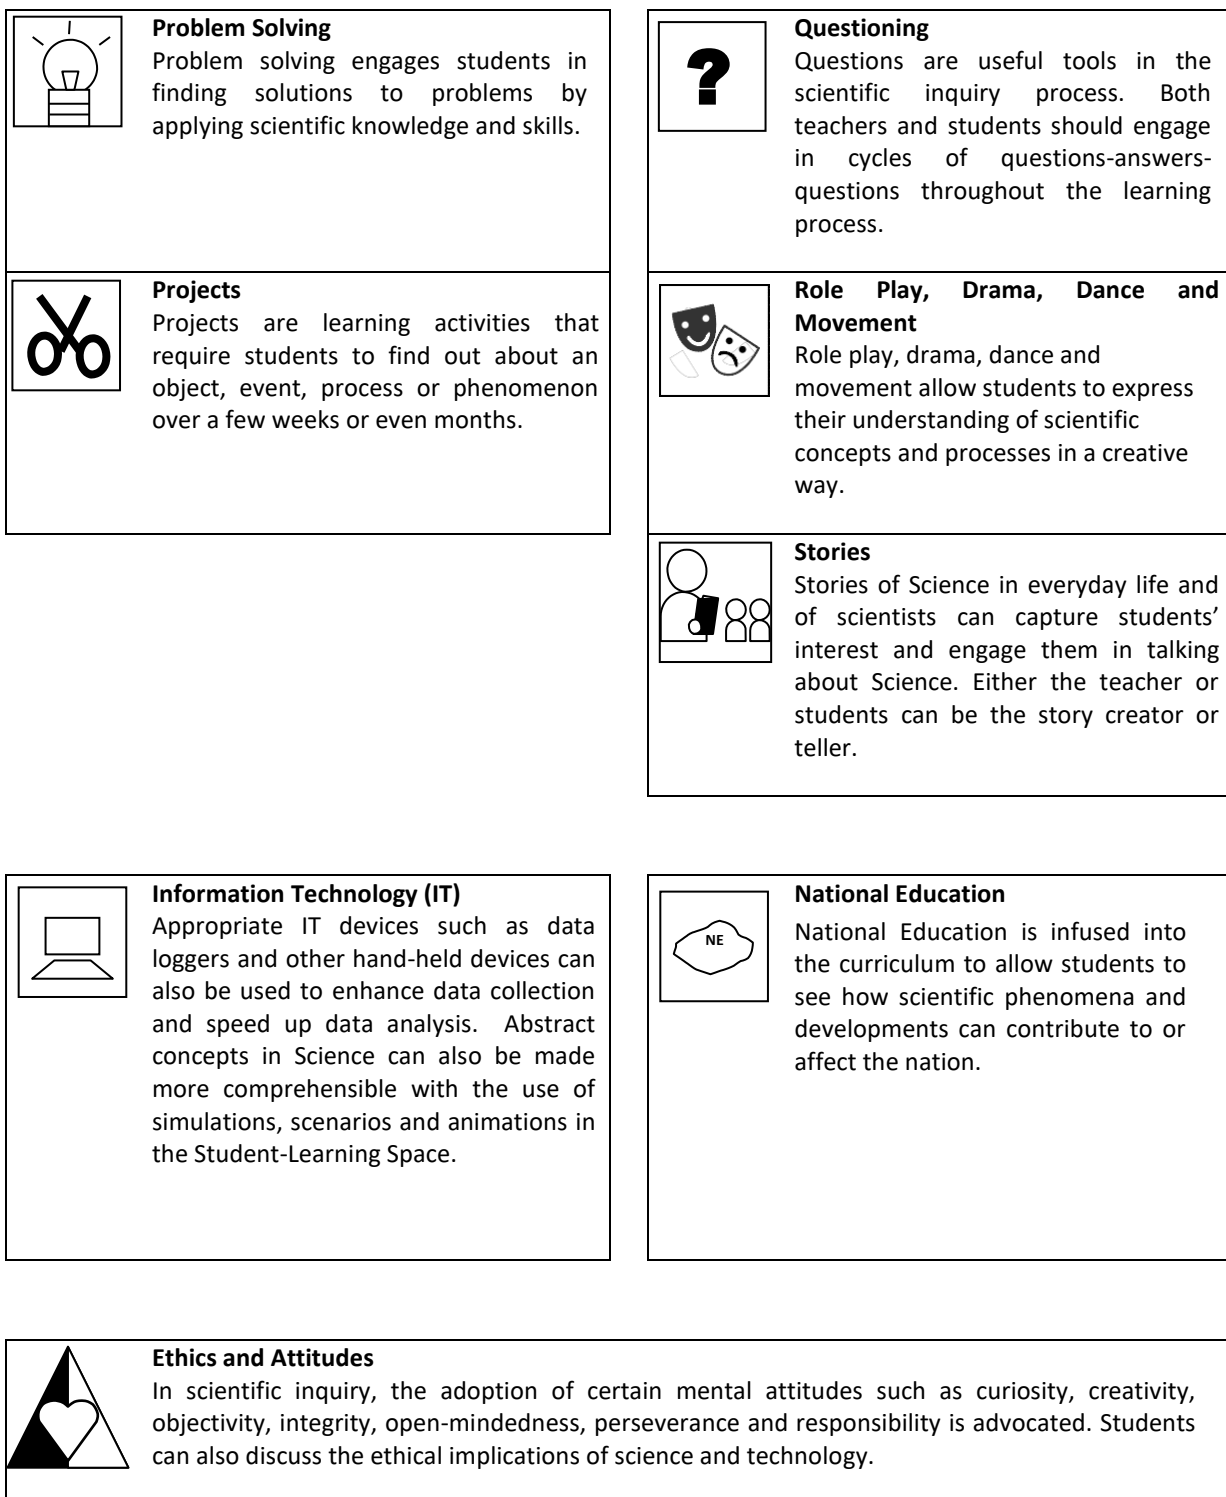 Problem Solving
Problem solving engages students in
finding solutions to problems by
applying scientific knowledge and skills.
Questioning
Questions are useful tools in the
scientific inquiry process. Both
teachers and students should engage
in cycles of questions-answers-
questions throughout the learning
process.
Projects
Projects are learning activities that
require students to find out about an
object, event, process or phenomenon
over a few weeks or even months.
Role Play, Drama, Dance and
Movement
Role play, drama, dance and
movement allow students to express
their understanding of scientific
concepts and processes in a creative
way.
Stories
Stories of Science in everyday life and
of scientists can capture students’
interest and engage them in talking
about Science. Either the teacher or
students can be the story creator or
teller.
Information Technology (IT)
Appropriate IT devices such as data
loggers and other hand-held devices can
also be used to enhance data collection
and speed up data analysis. Abstract
concepts in Science can also be made
more comprehensible with the use of
simulations, scenarios and animations in
the Student-Learning Space.
NE
National Education
National Education is infused into
the curriculum to allow students to
see how scientific phenomena and
developments can contribute to or
affect the nation.
Ethics and Attitudes
In scientific inquiry, the adoption of certain mental attitudes such as curiosity, creativity,
objectivity, integrity, open-mindedness, perseverance and responsibility is advocated. Students
can also discuss the ethical implications of science and technology.